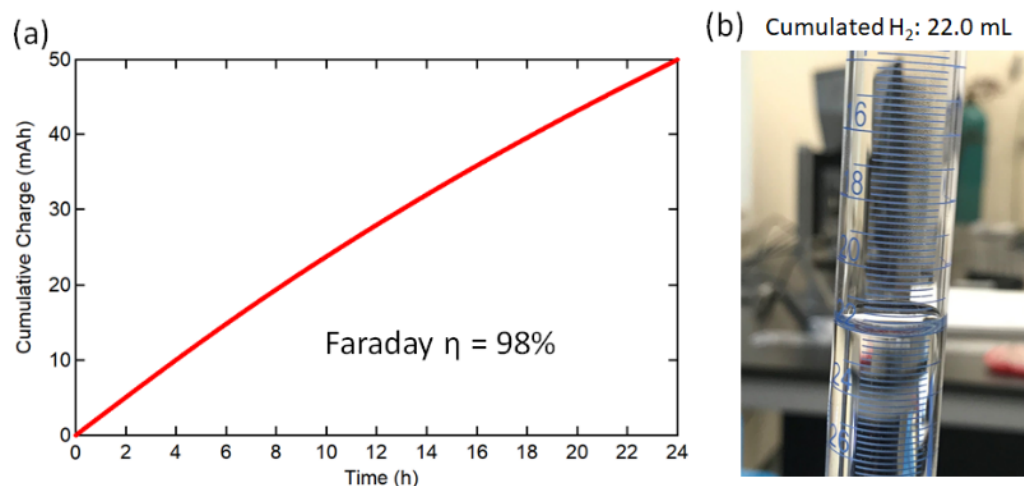 (a)
50
40
30
20
10
0
Cumulative Charge (mAh)
Faraday η = 98%
0 2 4 6 8 10 12 14 16 18 20 22 24
Time (h)
(b) Cumulated H₂: 22.0 mL
16
18
20
24
26